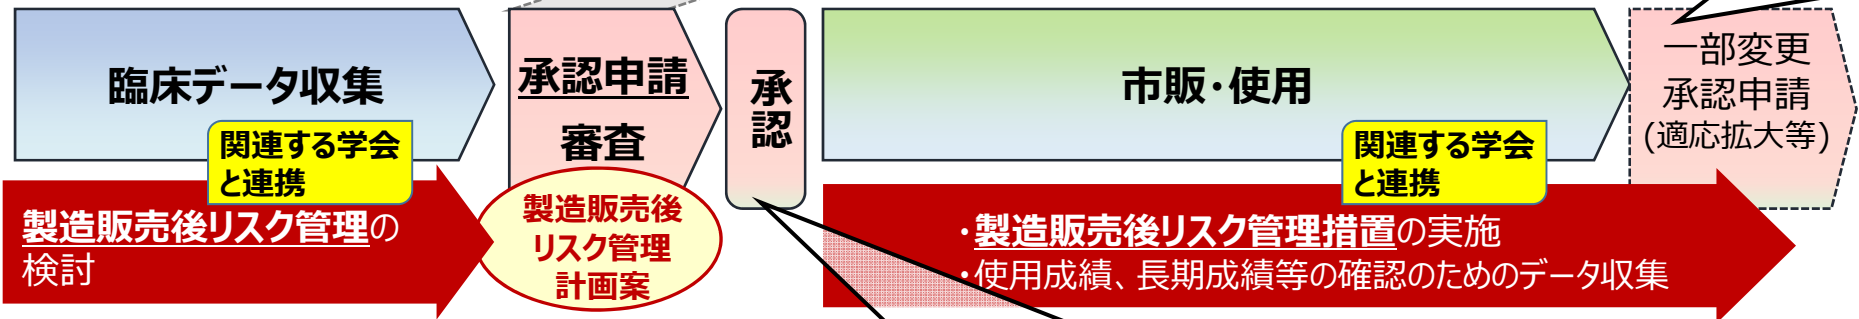 臨床データ収集
関連する学会
と連携
製造販売後リスク管理の
検討
承認申請
審査
製造販売後
リスク管理
計画案
承認
市販・使用
関連する学会
と連携
・製造販売後リスク管理措置の実施
・使用成績、長期成績等の確認のためのデータ収集
一部変更
承認申請
(適応拡大等)